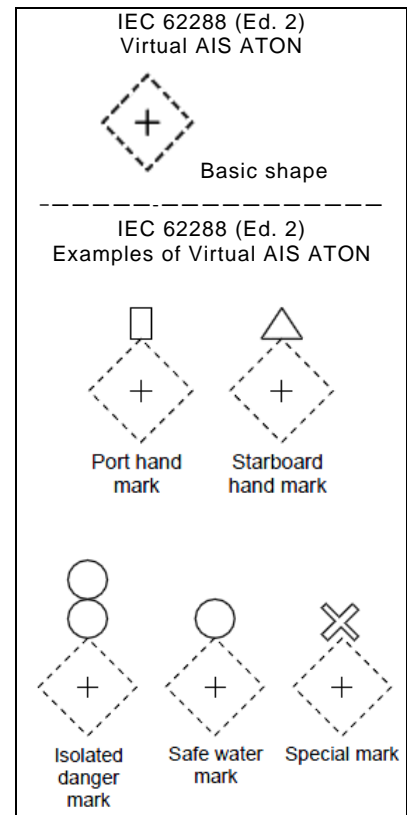 IEC 62288 (Ed. 2)
Virtual AIS ATON
Basic shape
IEC 62288 (Ed. 2)
Examples of Virtual AIS ATON
Port hand
mark
Starboard
hand mark
Isolated
danger
mark
Safe water
mark
Special mark